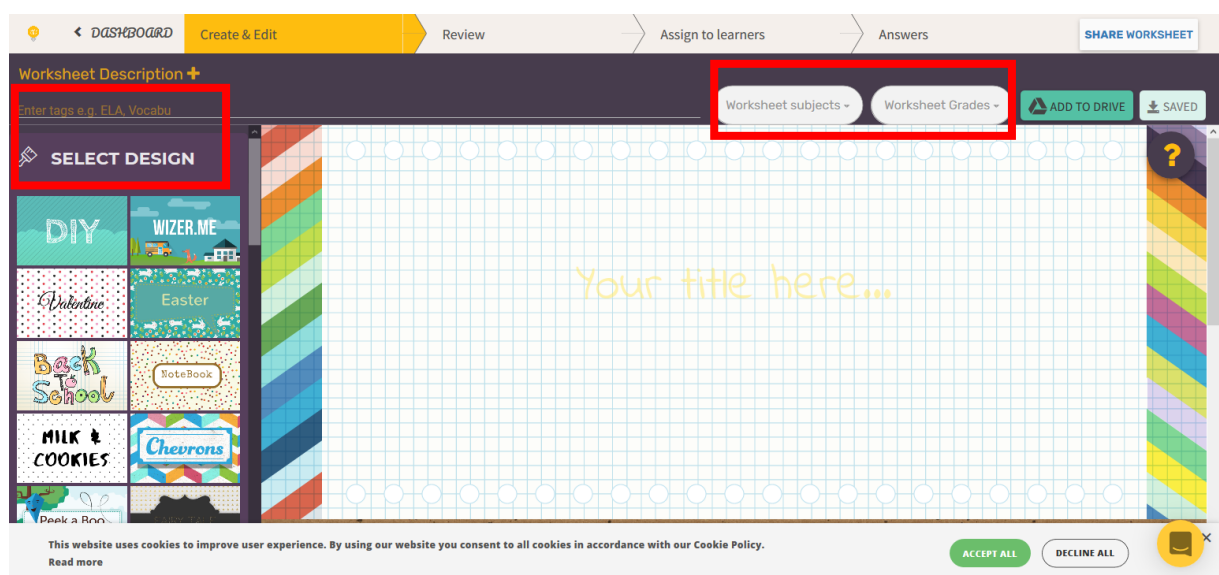 DASHBOARD
Create & Edit
Review
Assign to learners
Answers
SHARE WORKSHEET
Worksheet Description +
Enter tags e.g. ELA, Vocabu
Worksheet subjects
Worksheet Grades
ADD TO DRIVE
SAVED
SELECT DESIGN
?
DIY
WIZER.ME
Your title here...
Valentine
Easter
Back To School
NoteBook
MILK & COOKIES
Chevrons
Peek a Boo
This website uses cookies to improve user experience. By using our website you consent to all cookies in accordance with our Cookie Policy.
Read more
ACCEPT ALL
DECLINE ALL